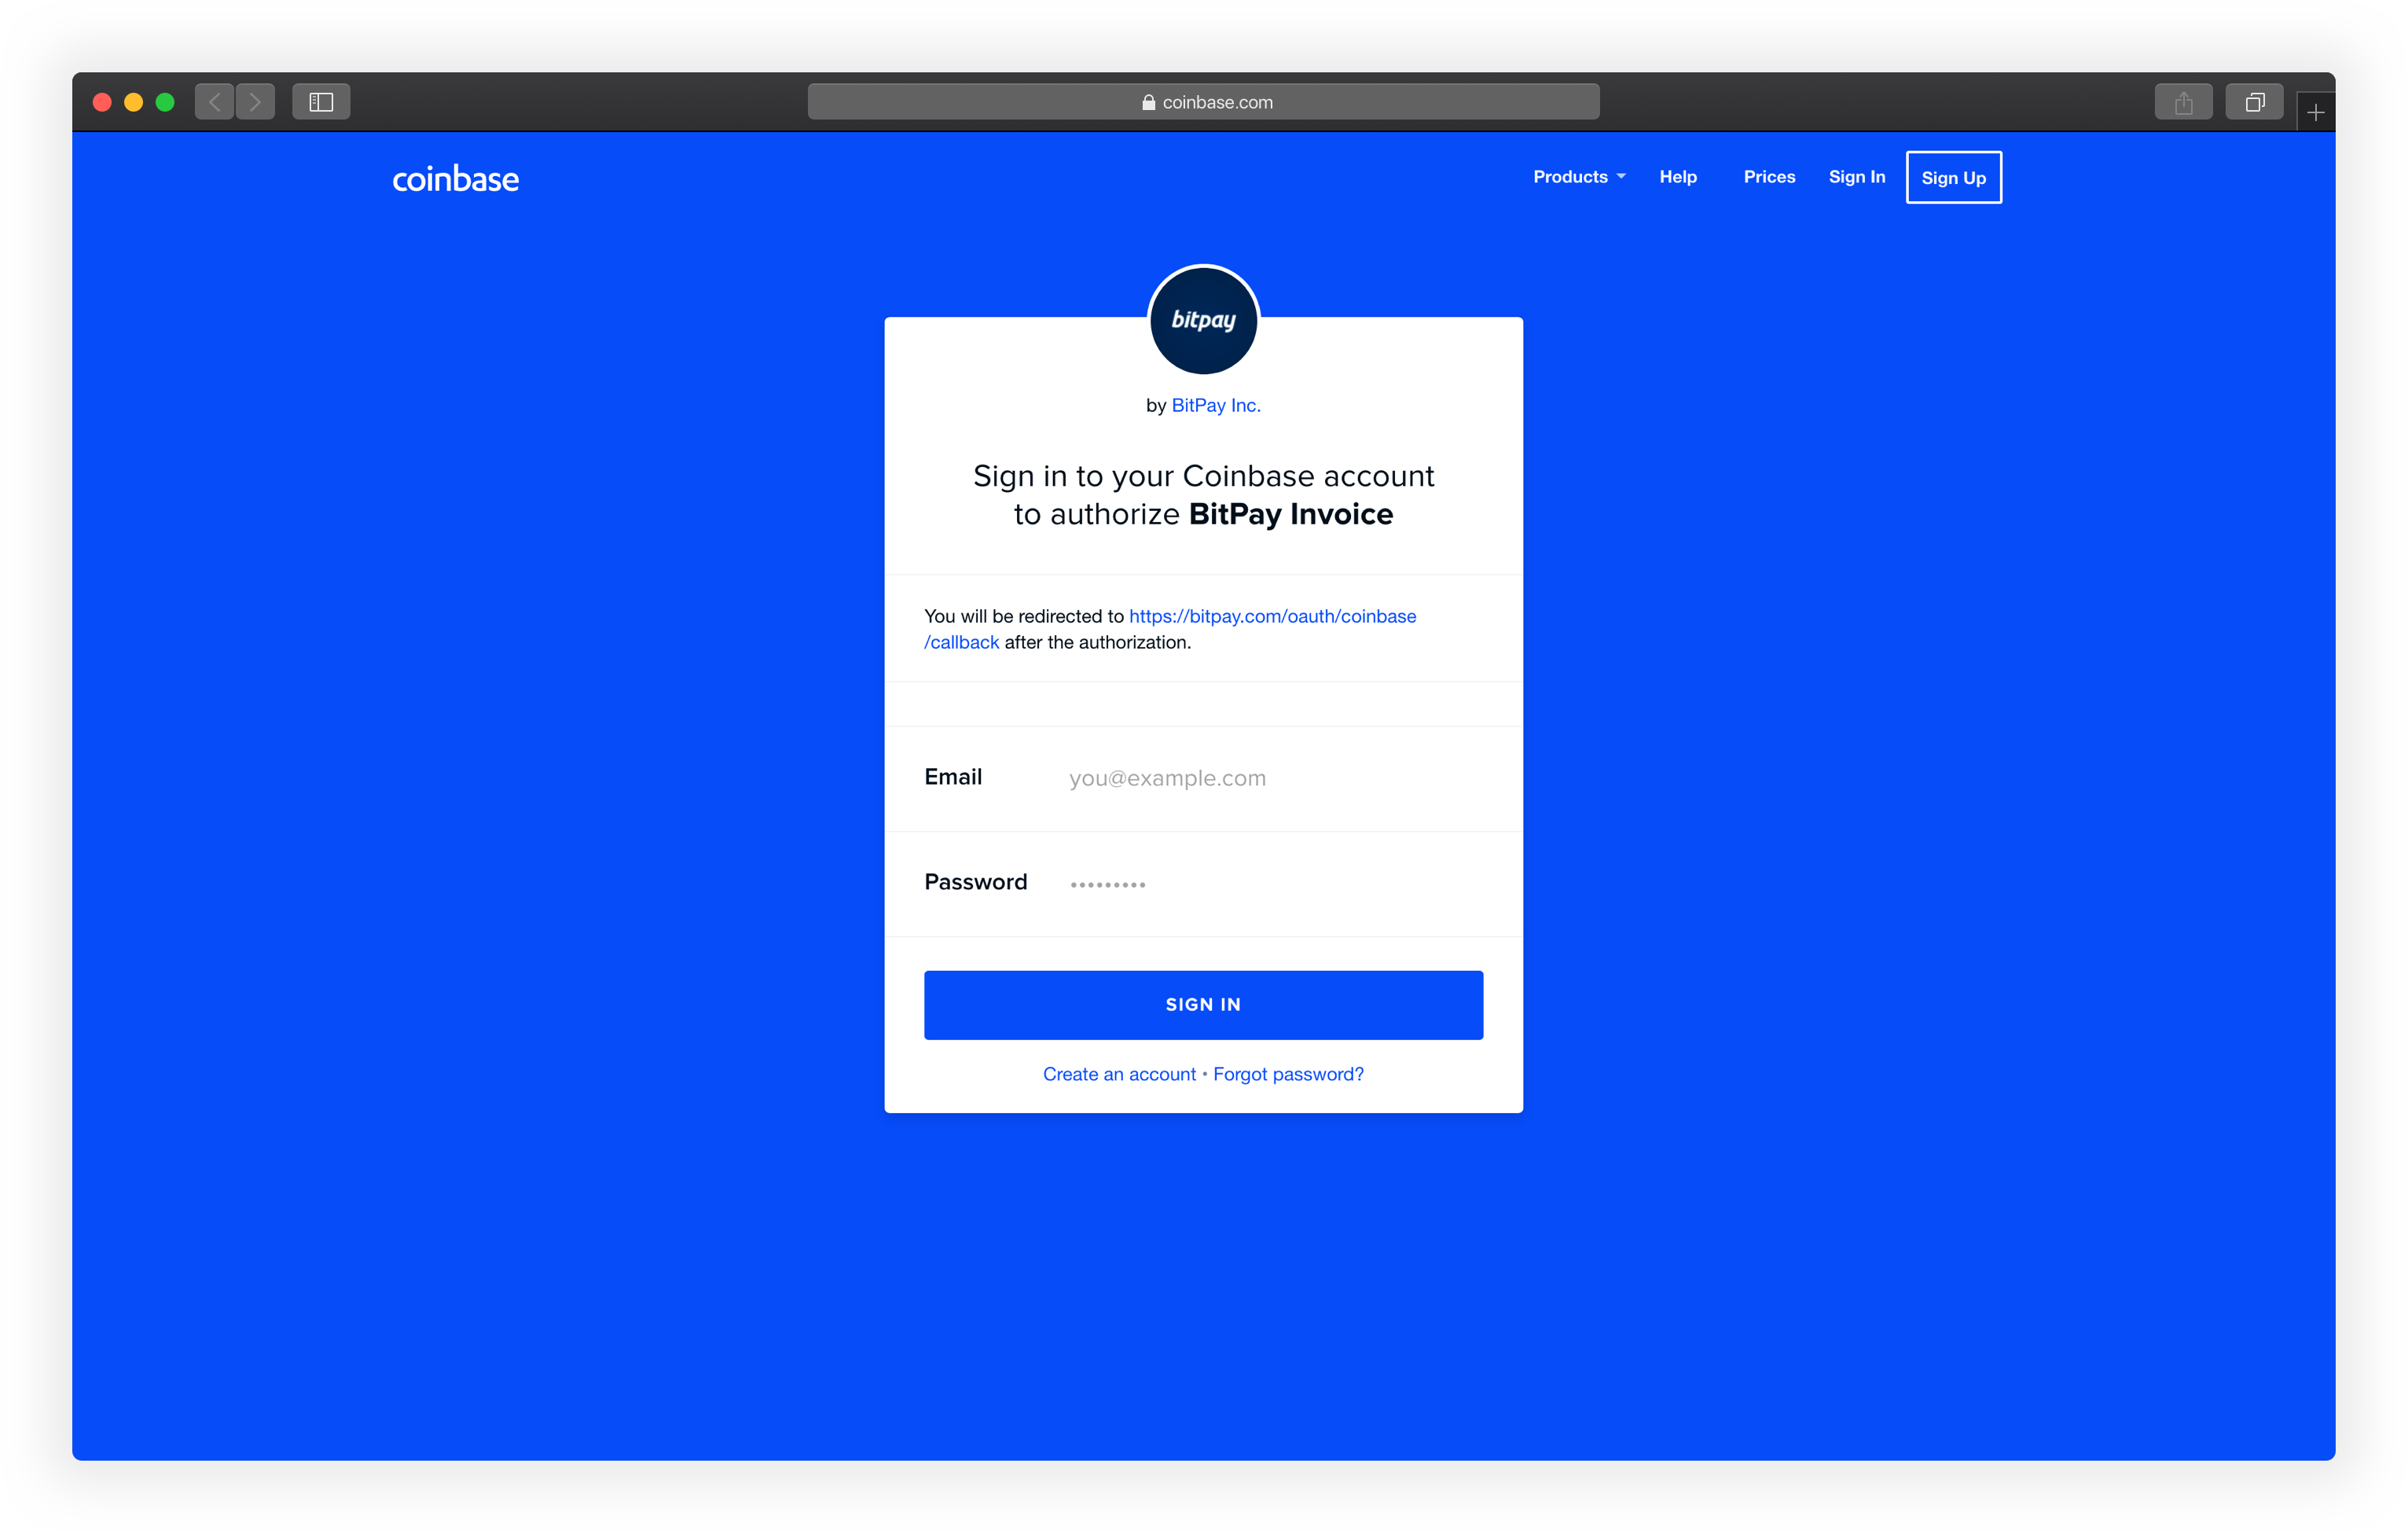 coinbase.com
coinbase
Products Help Prices Sign In Sign Up
bitpay
by BitPay Inc.
Sign in to your Coinbase account
to authorize BitPay Invoice
You will be redirected to https://bitpay.com/oauth/coinbase
/callback after the authorization.
Email you@example.com
Password •••••••••
SIGN IN
Create an account • Forgot password?